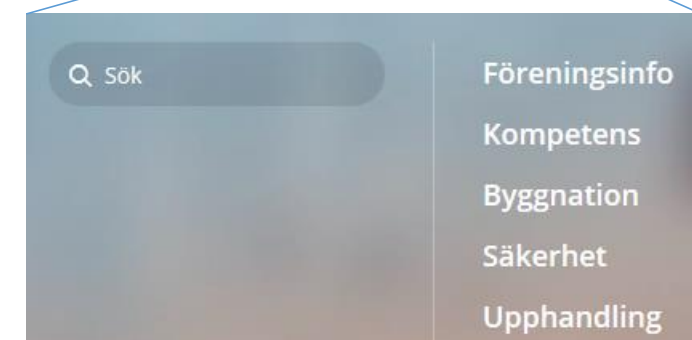 Sök
Föreningsinfo
Kompetens
Byggnation
Säkerhet
Upphandling